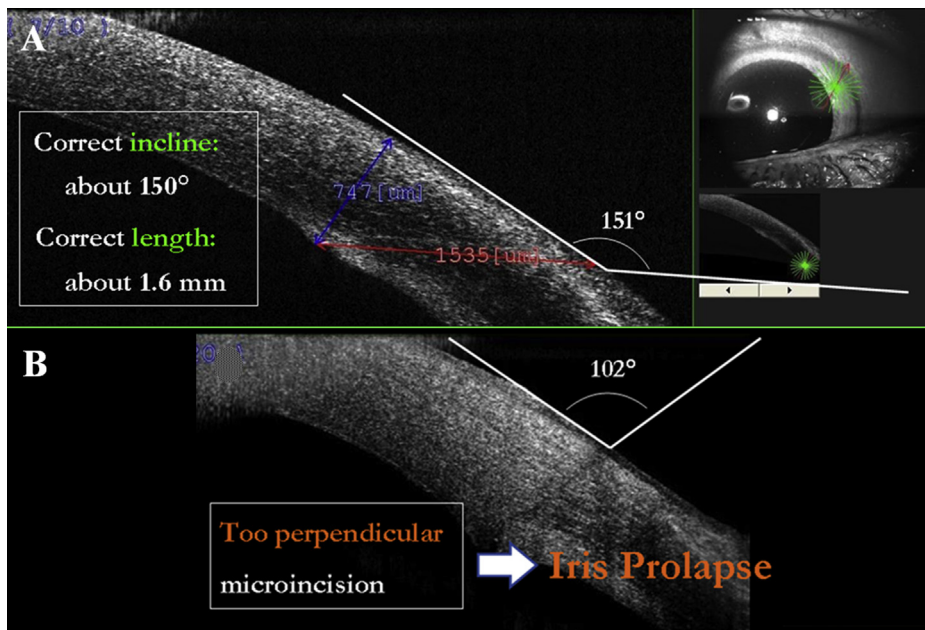 A
Correct incline:
about 150°
Correct length:
about 1.6 mm
747[um]
1535[um]
151°
B
102°
Too perpendicular
microincision
Iris Prolapse